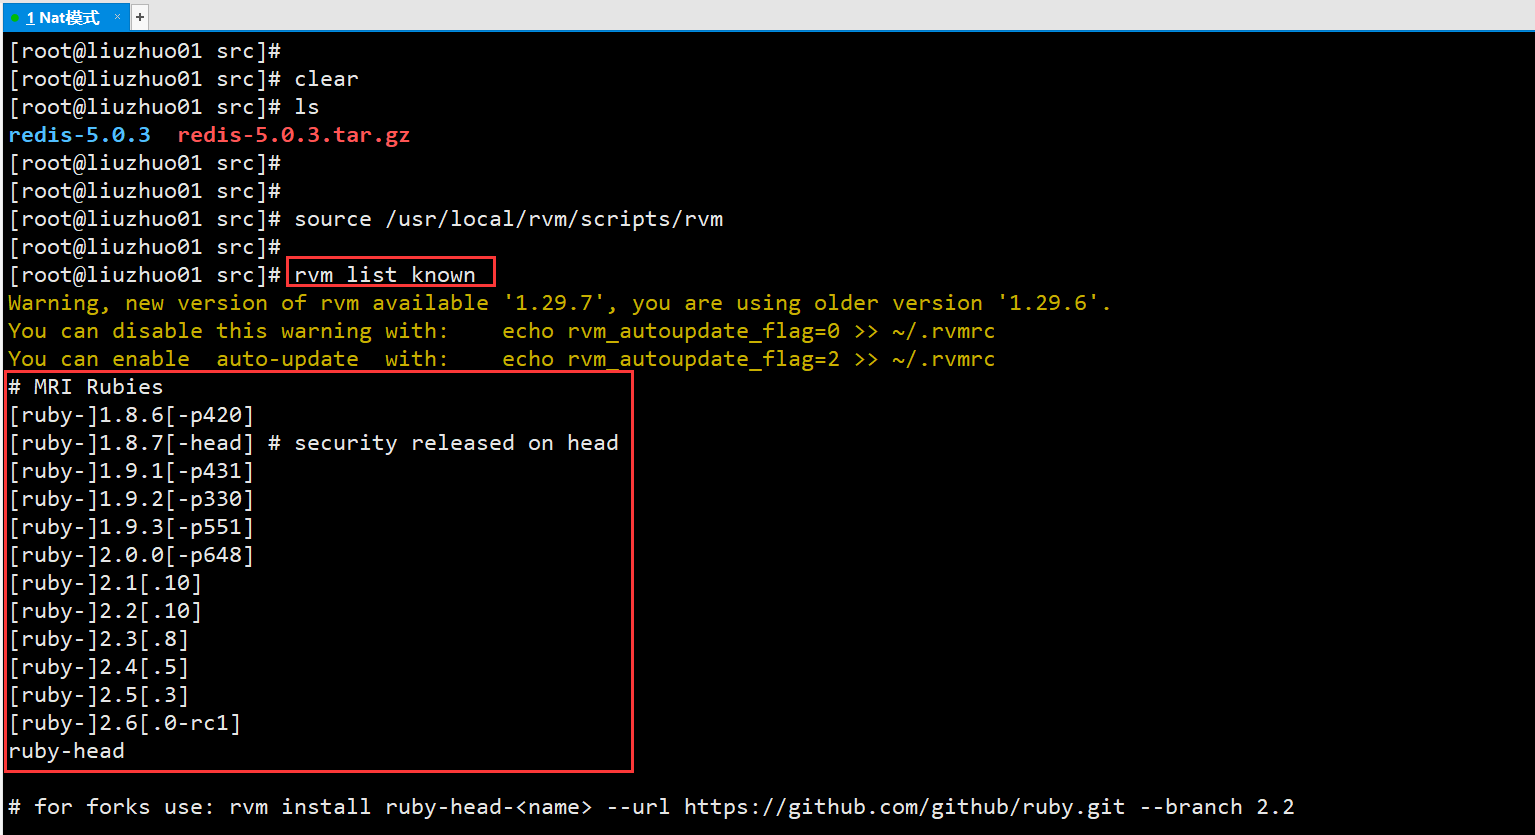 1 Nat模式 × +
[root@liuzhuo01 src]#
[root@liuzhuo01 src]# clear
[root@liuzhuo01 src]# ls
redis-5.0.3  redis-5.0.3.tar.gz
[root@liuzhuo01 src]#
[root@liuzhuo01 src]#
[root@liuzhuo01 src]# source /usr/local/rvm/scripts/rvm
[root@liuzhuo01 src]#
[root@liuzhuo01 src]# rvm list known
Warning, new version of rvm available '1.29.7', you are using older version '1.29.6'.
You can disable this warning with:    echo rvm_autoupdate_flag=0 >> ~/.rvmrc
You can enable  auto-update  with:    echo rvm_autoupdate_flag=2 >> ~/.rvmrc
# MRI Rubies
[ruby-]1.8.6[-p420]
[ruby-]1.8.7[-head] # security released on head
[ruby-]1.9.1[-p431]
[ruby-]1.9.2[-p330]
[ruby-]1.9.3[-p551]
[ruby-]2.0.0[-p648]
[ruby-]2.1[.10]
[ruby-]2.2[.10]
[ruby-]2.3[.8]
[ruby-]2.4[.5]
[ruby-]2.5[.3]
[ruby-]2.6[.0-rc1]
ruby-head
# for forks use: rvm install ruby-head-<name> --url https://github.com/github/ruby.git --branch 2.2